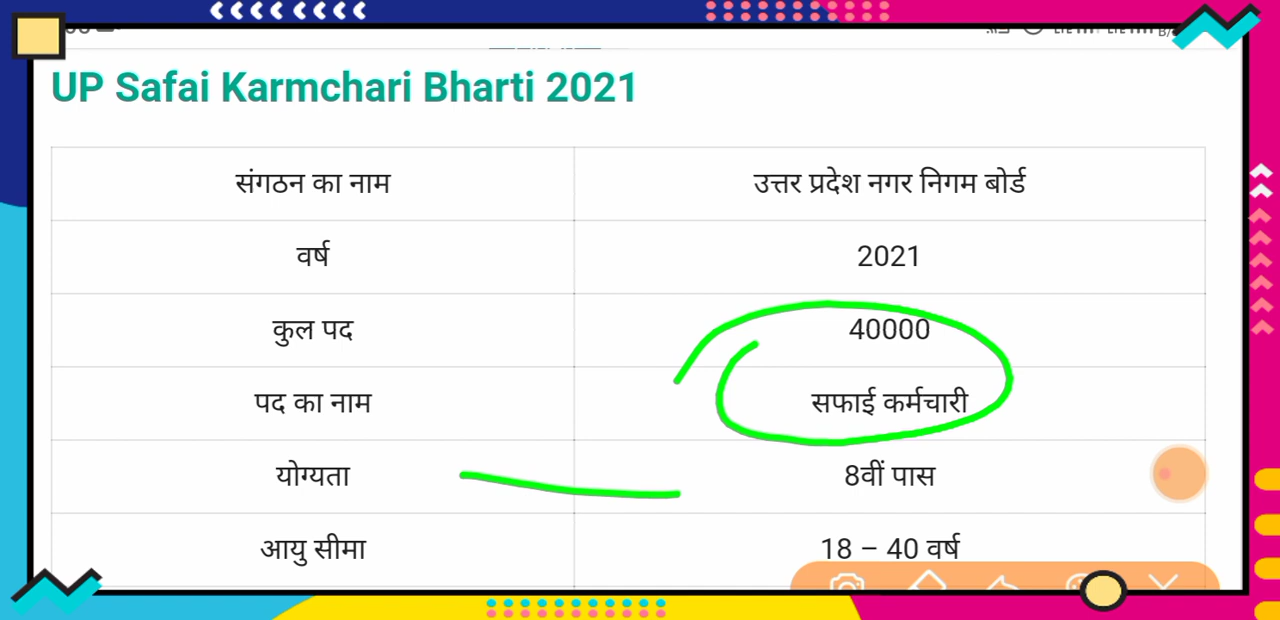 UP Safai Karmchari Bharti 2021
संगठन का नाम उत्तर प्रदेश नगर निगम बोर्ड
वर्ष 2021
कुल पद 40000
पद का नाम सफाई कर्मचारी
योग्यता 8वीं पास
आयु सीमा 18 – 40 वर्ष